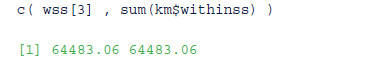 c( wss[3] , sum(km$withinss) )
[1] 64483.06 64483.06